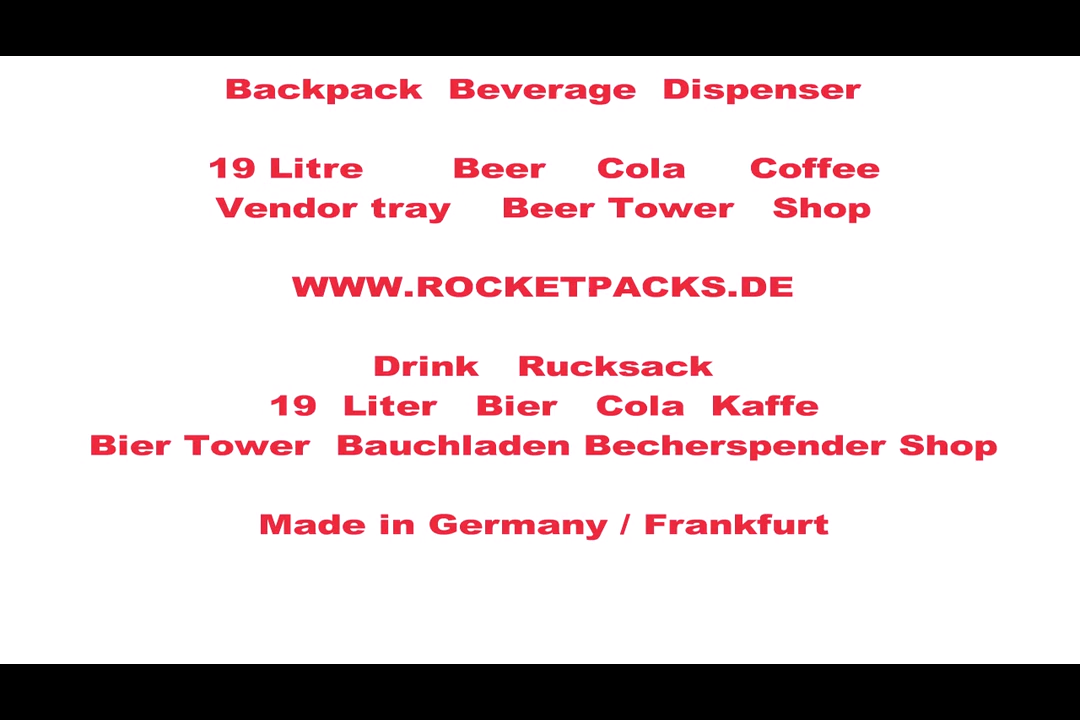 Backpack Beverage Dispenser
19 Litre Beer Cola Coffee
Vendor tray Beer Tower Shop
WWW.ROCKETPACKS.DE
Drink Rucksack
19 Liter Bier Cola Kaffe
Bier Tower Bauchladen Becherspender Shop
Made in Germany / Frankfurt